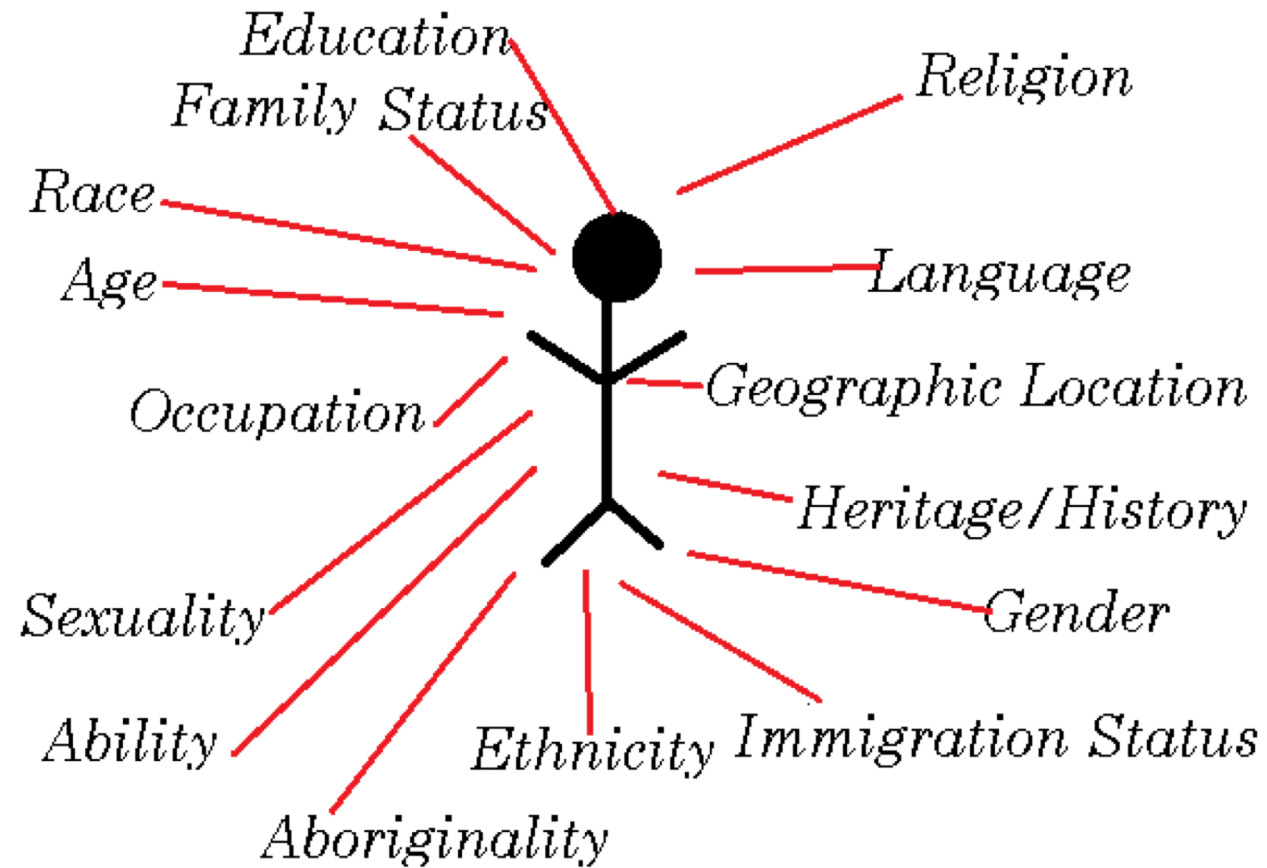 Education
Religion
Family Status
Race
Age
Language
Occupation
Geographic Location
Heritage/History
Sexuality
Gender
Ability
Ethnicity
Immigration Status
Aboriginality